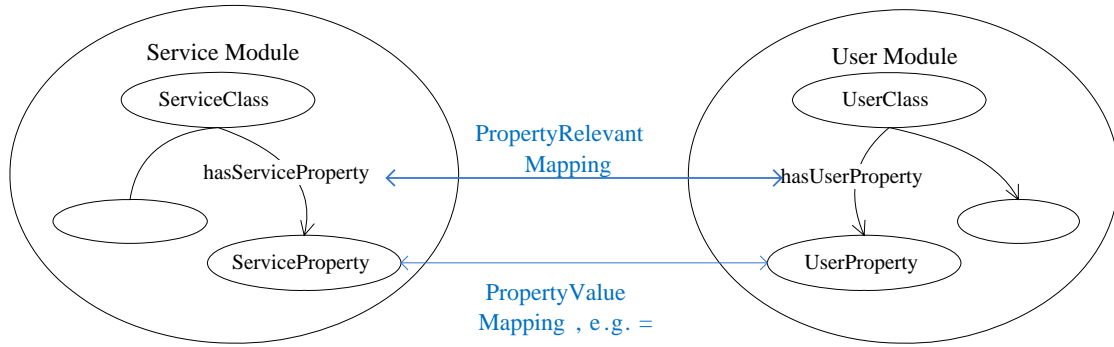 Service Module
ServiceClass
hasServiceProperty
ServiceProperty
PropertyRelevant
Mapping
PropertyValue
Mapping , e.g. =
User Module
UserClass
hasUserProperty
UserProperty